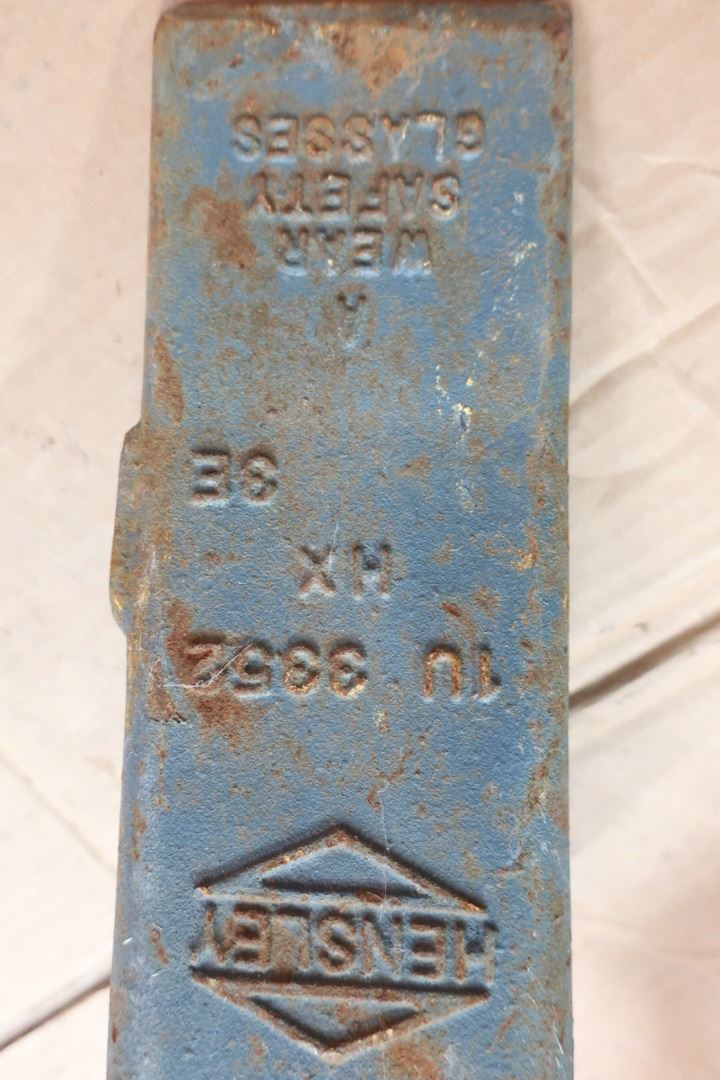 HENSLEY
1U 3352
HX
3E
A
WEAR
SAFETY
GLASSES